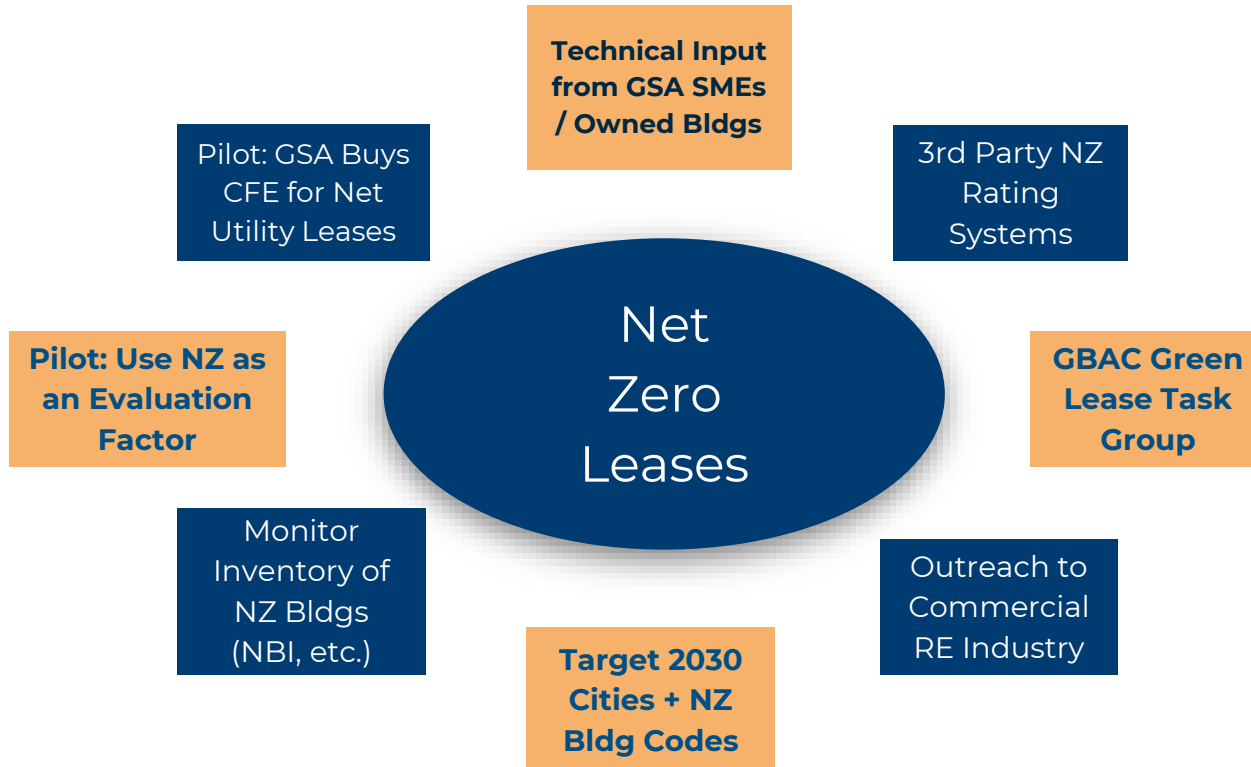 Technical Input
from GSA SMEs
/ Owned Bldgs
Pilot: GSA Buys
CFE for Net
Utility Leases
3rd Party NZ
Rating
Systems
Net
Zero
Leases
Pilot: Use NZ as
an Evaluation
Factor
GBAC Green
Lease Task
Group
Monitor
Inventory of
NZ Bldgs
(NBI, etc.)
Outreach to
Commercial
RE Industry
Target 2030
Cities + NZ
Bldg Codes